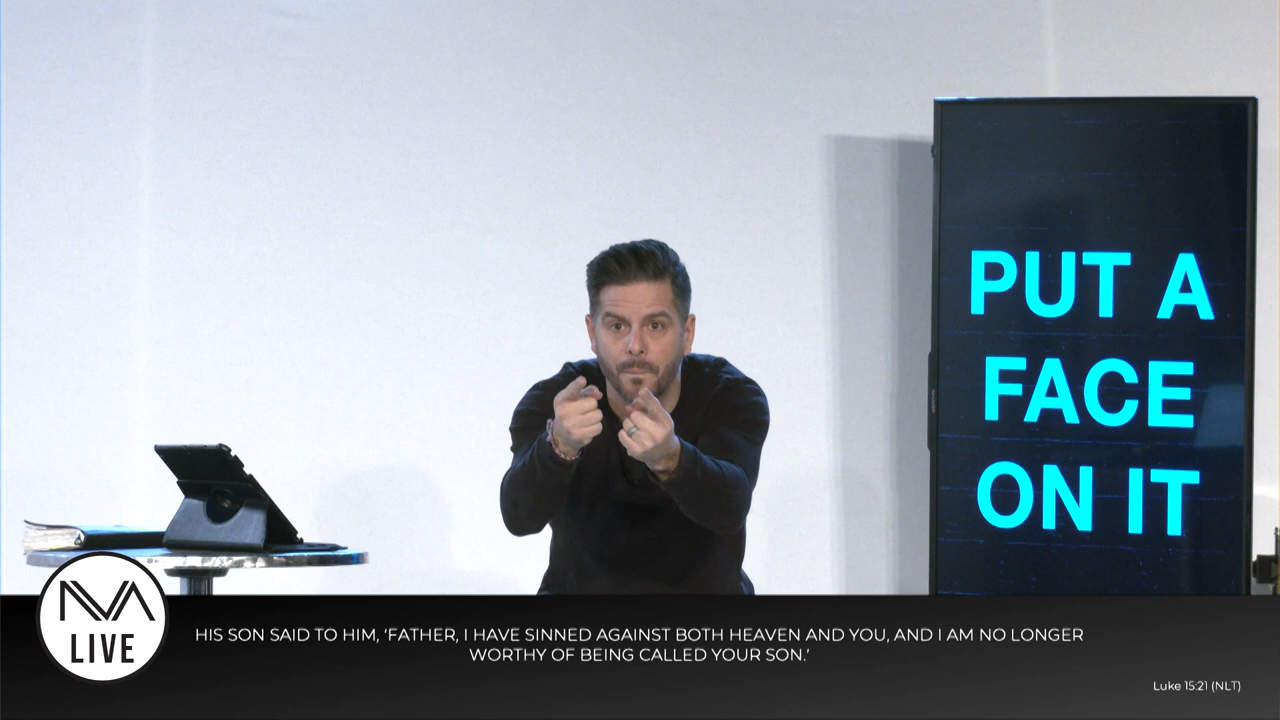 PUT A
FACE
ON IT
NVA
LIVE
HIS SON SAID TO HIM, ‘FATHER, I HAVE SINNED AGAINST BOTH HEAVEN AND YOU, AND I AM NO LONGER
WORTHY OF BEING CALLED YOUR SON.’
Luke 15:21 (NLT)